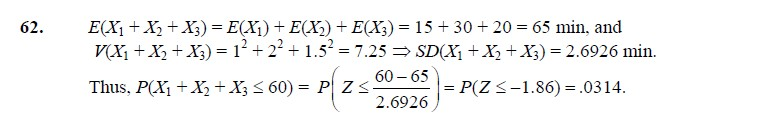 62. E(X₁ + X₂ + X₃) = E(X₁) + E(X₂) + E(X₃) = 15 + 30 + 20 = 65 min, and
V(X₁ + X₂ + X₃) = 1² + 2² + 1.5² = 7.25 ⇒ SD(X₁ + X₂ + X₃) = 2.6926 min.
Thus, P(X₁ + X₂ + X₃ ≤ 60) = P(Z ≤ (60 – 65)/2.6926) = P(Z ≤ –1.86) = .0314.